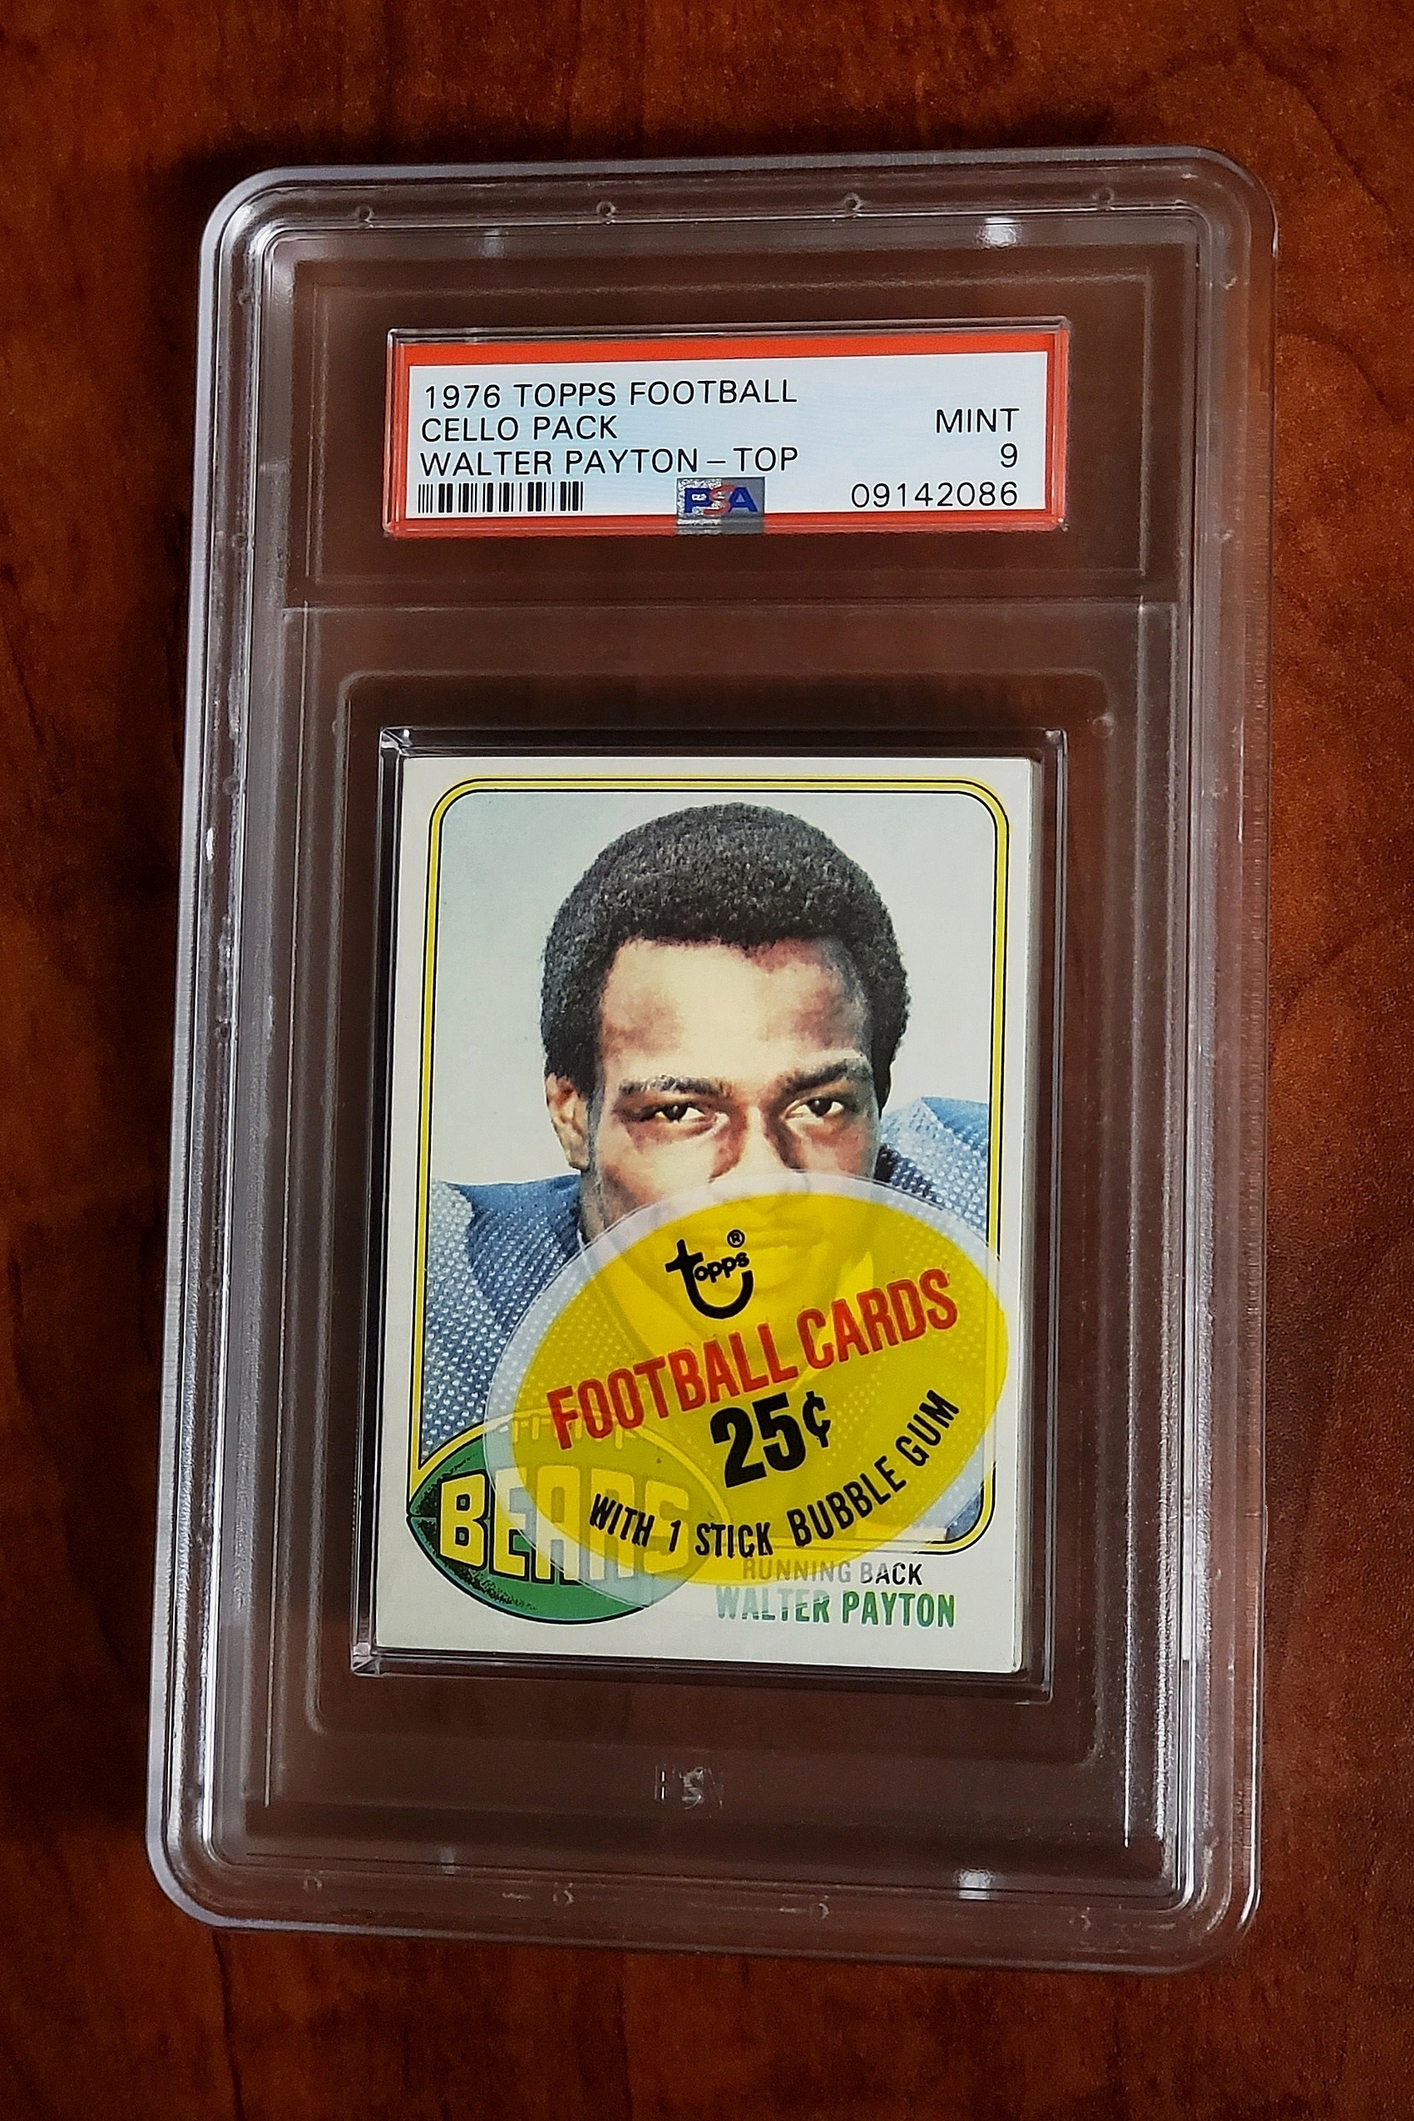 1976 TOPPS FOOTBALL
CELLO PACK MINT
WALTER PAYTON – TOP 9
PSA 09142086
topps®
FOOTBALL CARDS
25¢
WITH 1 STICK BUBBLE GUM
BEARS
RUNNING BACK
WALTER PAYTON
PSA